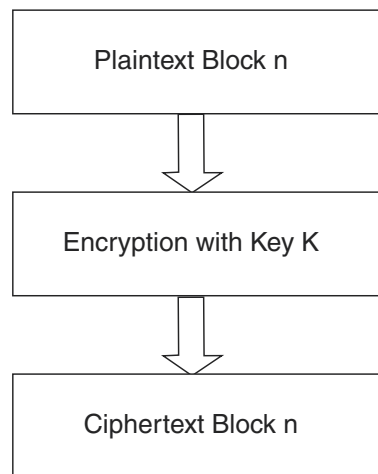 Plaintext Block n
Encryption with Key K
Ciphertext Block n